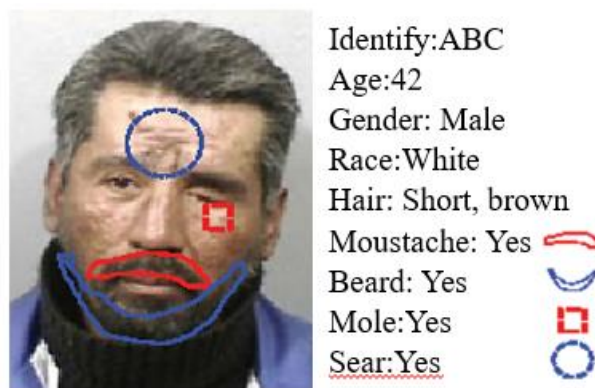 Identify:ABC
Age:42
Gender: Male
Race:White
Hair: Short, brown
Moustache: Yes
Beard: Yes
Mole:Yes
Sear:Yes